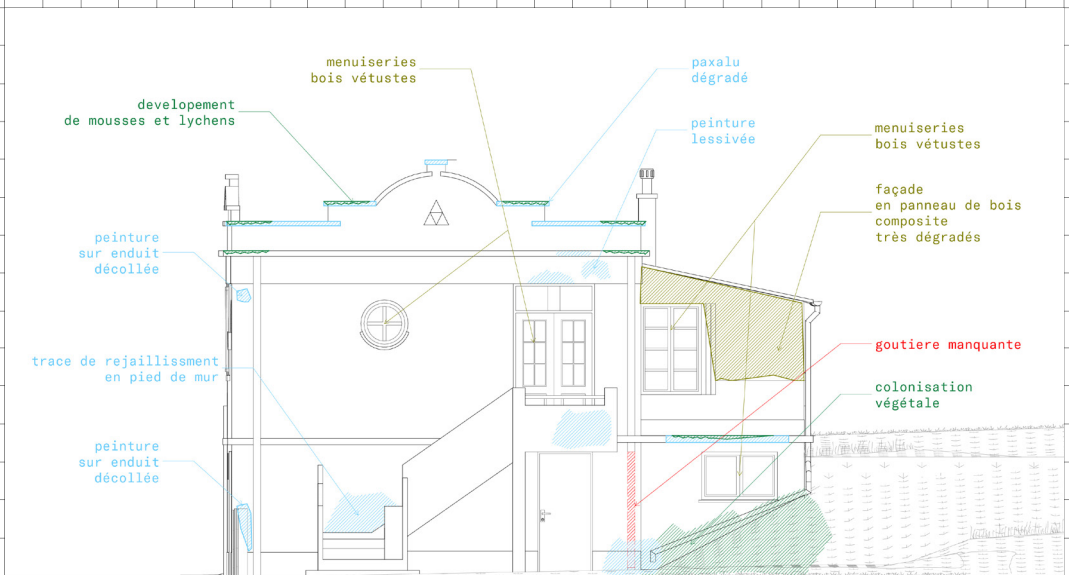 menuiseries
bois vétustes
paxalu
dégradé
developement
de mousses et lychens
peinture
lessivée
menuiseries
bois vétustes
façade
en panneau de bois
composite
très dégradés
peinture
sur enduit
décollée
trace de rejaillissment
en pied de mur
goutiere manquante
colonisation
végétale
peinture
sur enduit
décollée